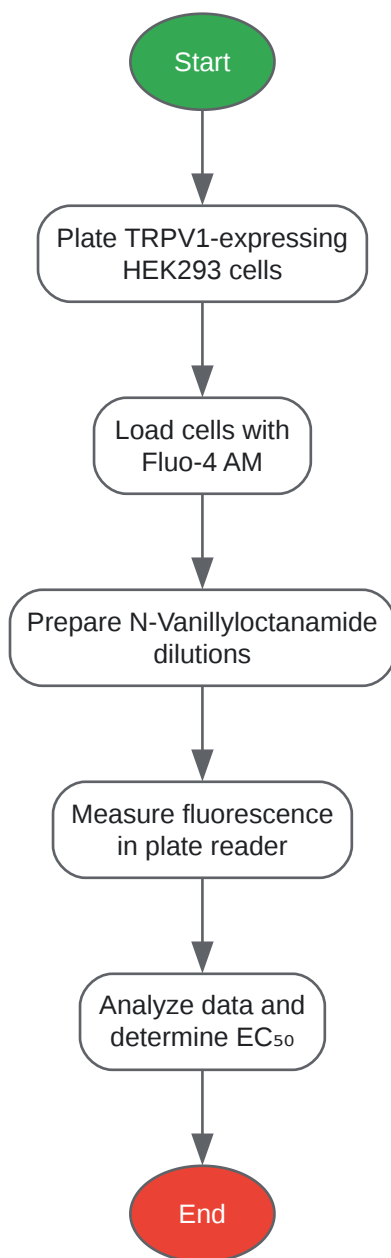 Start
Plate TRPV1-expressing
HEK293 cells
Load cells with
Fluo-4 AM
Prepare N-Vanillyloctanamide
dilutions
Measure fluorescence
in plate reader
Analyze data and
determine EC₅₀
End